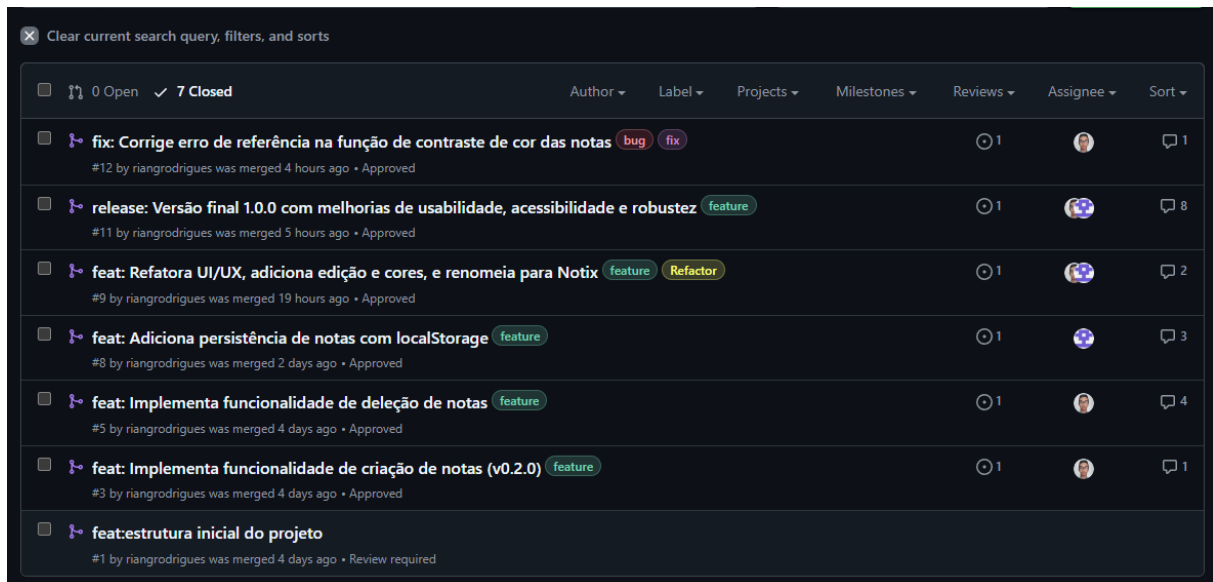 Clear current search query, filters, and sorts
0 Open 7 Closed Author Label Projects Milestones Reviews Assignee Sort
fix: Corrige erro de referência na função de contraste de cor das notas bug fix 1 1
#12 by riangrodrigues was merged 4 hours ago • Approved
release: Versão final 1.0.0 com melhorias de usabilidade, acessibilidade e robustez feature 1 8
#11 by riangrodrigues was merged 5 hours ago • Approved
feat: Refatora UI/UX, adiciona edição e cores, e renomeia para Notix feature Refactor 1 2
#9 by riangrodrigues was merged 19 hours ago • Approved
feat: Adiciona persistência de notas com localStorage feature 1 3
#8 by riangrodrigues was merged 2 days ago • Approved
feat: Implementa funcionalidade de deleção de notas feature 1 4
#5 by riangrodrigues was merged 4 days ago • Approved
feat: Implementa funcionalidade de criação de notas (v0.2.0) feature 1 1
#3 by riangrodrigues was merged 4 days ago • Approved
feat:estrutura inicial do projeto
#1 by riangrodrigues was merged 4 days ago • Review required